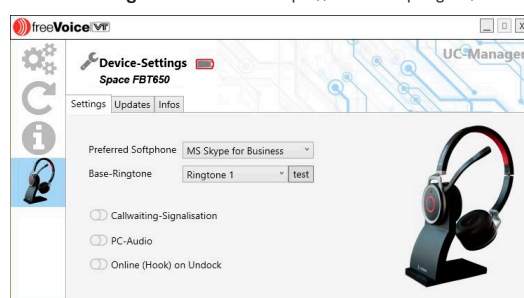 freeVoice VT
UC-Manager
Device-Settings
Space FBT650
Settings Updates Infos
Preferred Softphone MS Skype for Business
Base-Ringtone Ringtone 1 test
Callwaiting-Signalisation
PC-Audio
Online (Hook) on Undock